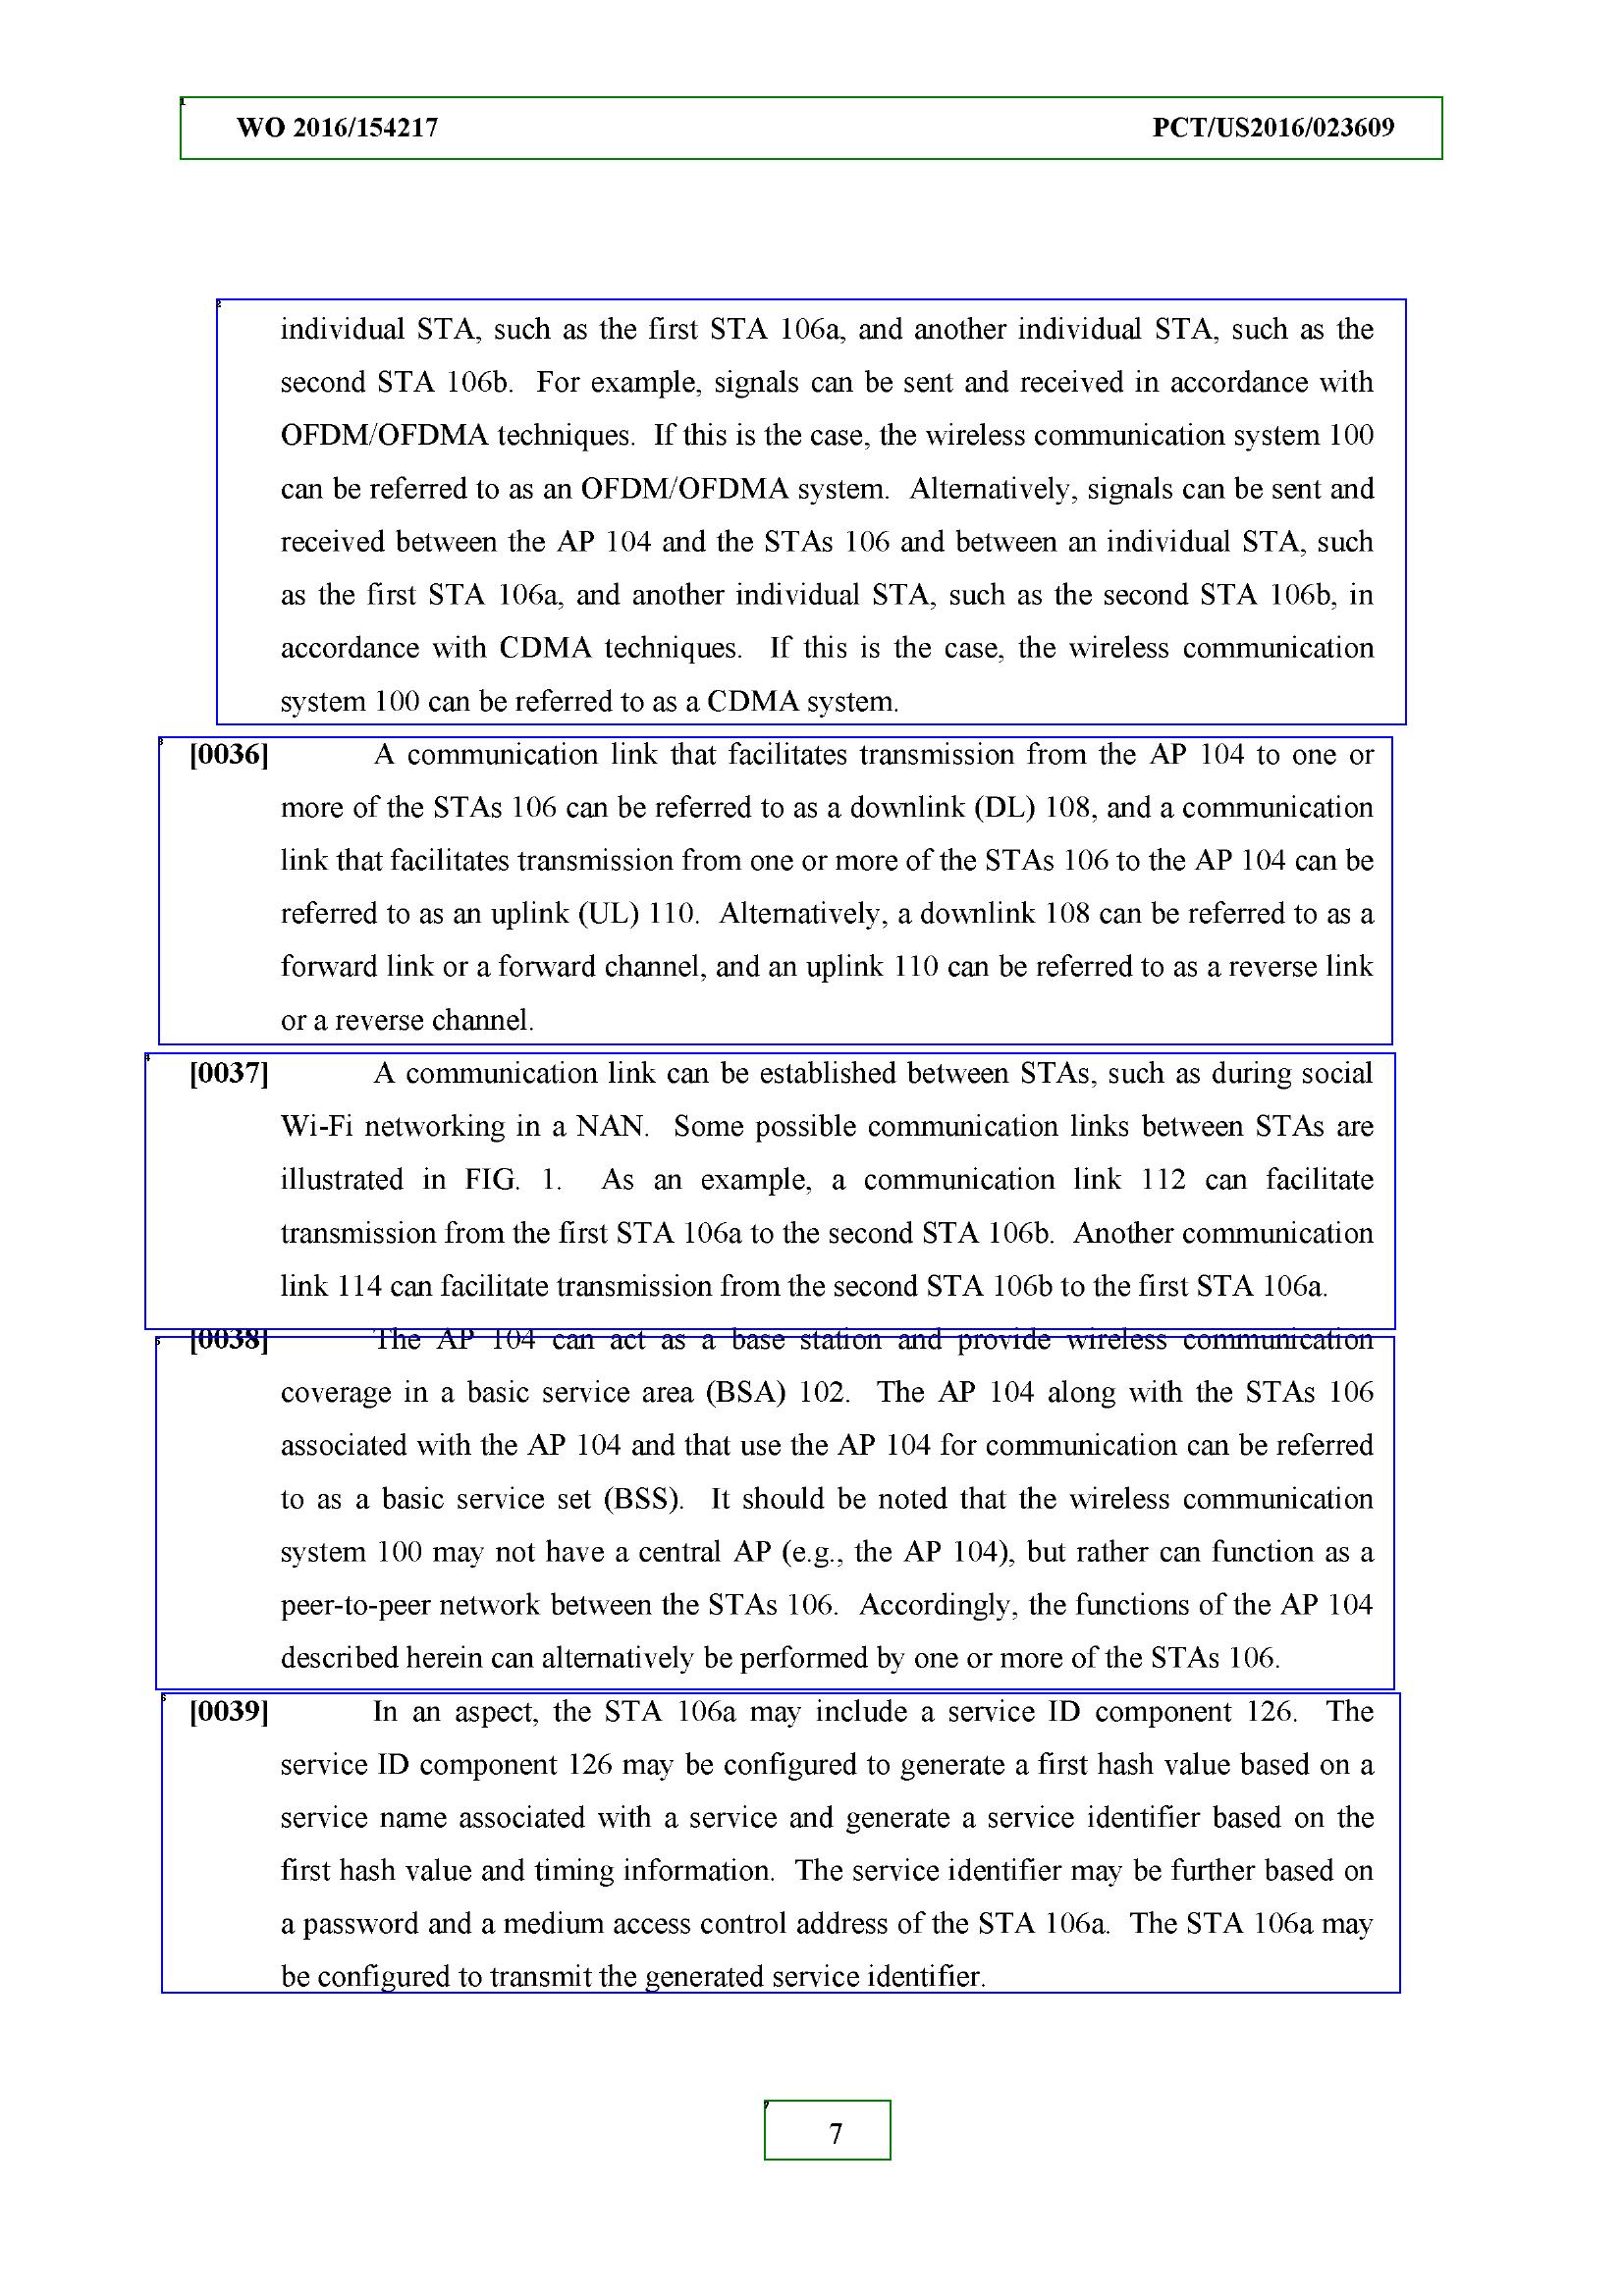 WO 2016/154217 PCT/US2016/023609
individual STA, such as the first STA 106a, and another individual STA, such as the
second STA 106b. For example, signals can be sent and received in accordance with
OFDM/OFDMA techniques. If this is the case, the wireless communication system 100
can be referred to as an OFDM/OFDMA system. Alternatively, signals can be sent and
received between the AP 104 and the STAs 106 and between an individual STA, such
as the first STA 106a, and another individual STA, such as the second STA 106b, in
accordance with CDMA techniques. If this is the case, the wireless communication
system 100 can be referred to as a CDMA system.
[0036] A communication link that facilitates transmission from the AP 104 to one or
more of the STAs 106 can be referred to as a downlink (DL) 108, and a communication
link that facilitates transmission from one or more of the STAs 106 to the AP 104 can be
referred to as an uplink (UL) 110. Alternatively, a downlink 108 can be referred to as a
forward link or a forward channel, and an uplink 110 can be referred to as a reverse link
or a reverse channel.
[0037] A communication link can be established between STAs, such as during social
Wi-Fi networking in a NAN. Some possible communication links between STAs are
illustrated in FIG. 1. As an example, a communication link 112 can facilitate
transmission from the first STA 106a to the second STA 106b. Another communication
link 114 can facilitate transmission from the second STA 106b to the first STA 106a.
[0038] The AP 104 can act as a base station and provide wireless communication
coverage in a basic service area (BSA) 102. The AP 104 along with the STAs 106
associated with the AP 104 and that use the AP 104 for communication can be referred
to as a basic service set (BSS). It should be noted that the wireless communication
system 100 may not have a central AP (e.g., the AP 104), but rather can function as a
peer-to-peer network between the STAs 106. Accordingly, the functions of the AP 104
described herein can alternatively be performed by one or more of the STAs 106.
[0039] In an aspect, the STA 106a may include a service ID component 126. The
service ID component 126 may be configured to generate a first hash value based on a
service name associated with a service and generate a service identifier based on the
first hash value and timing information. The service identifier may be further based on
a password and a medium access control address of the STA 106a. The STA 106a may
be configured to transmit the generated service identifier.
7